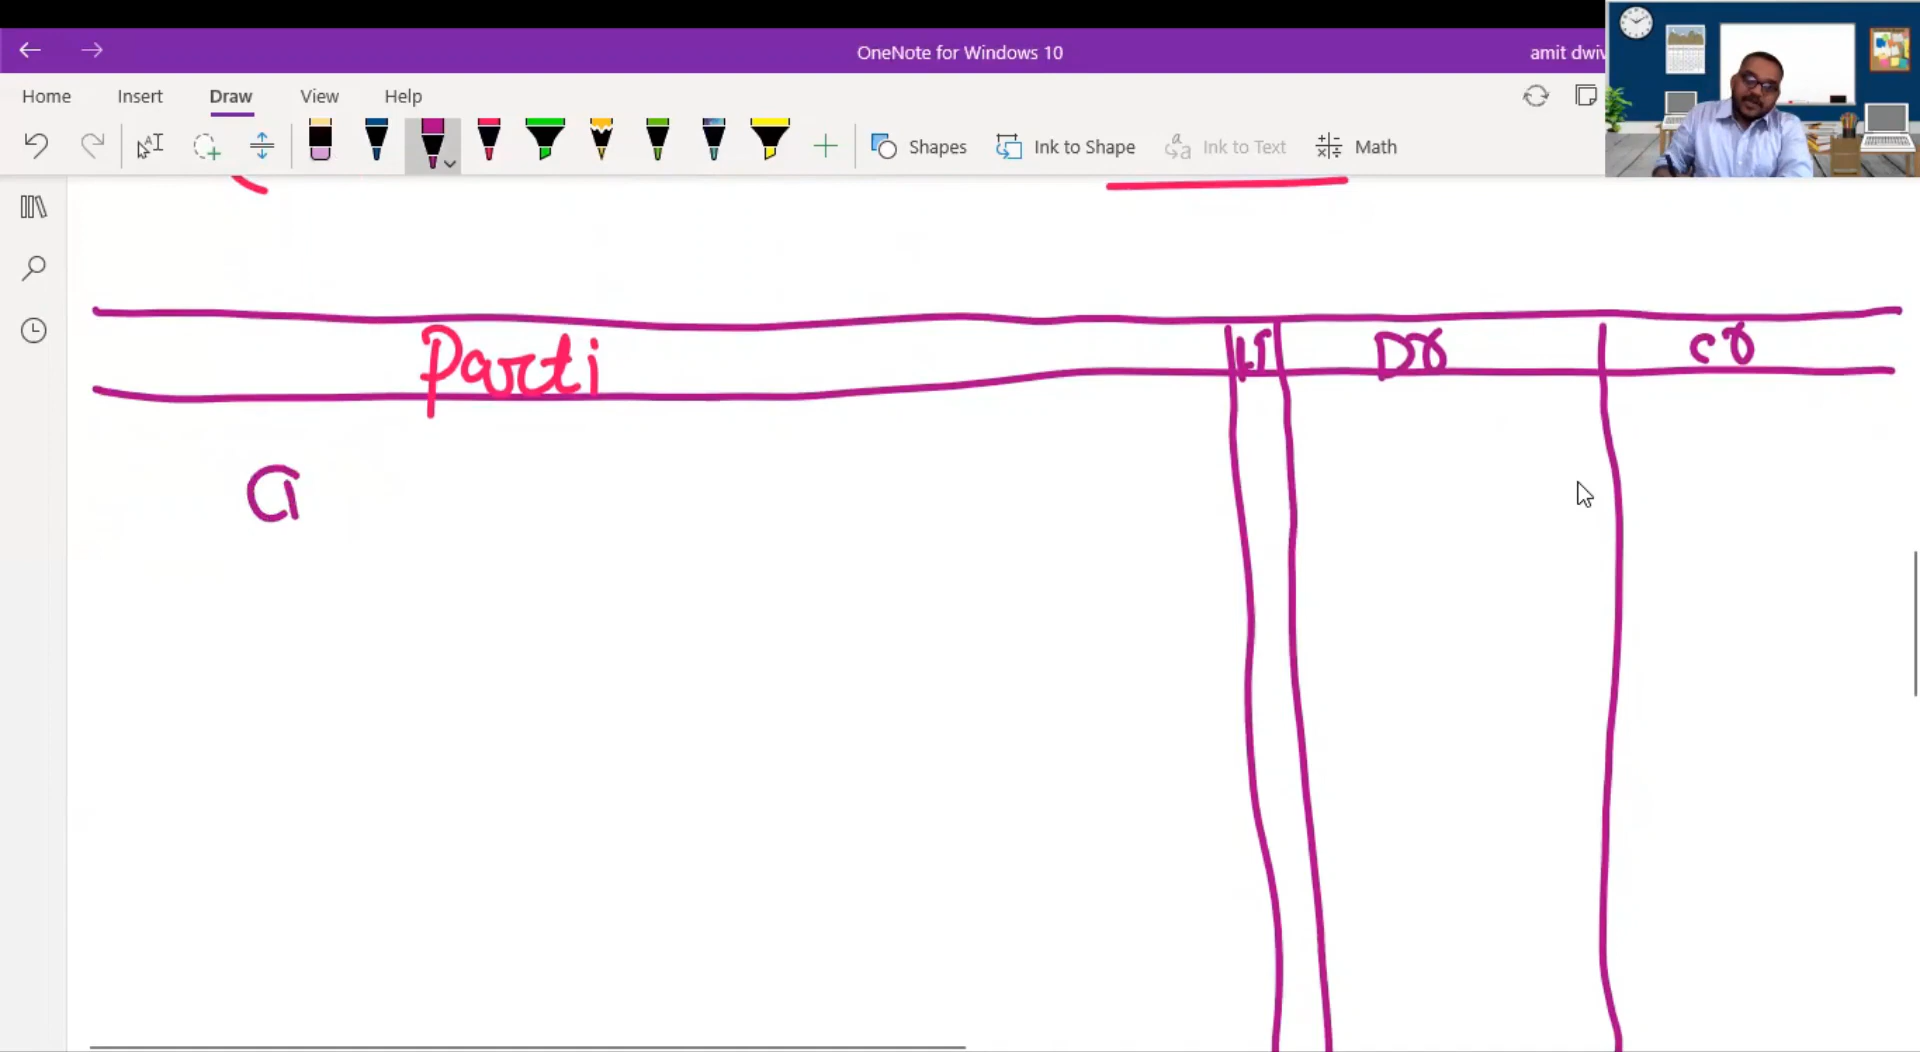 OneNote for Windows 10
amit dwiv
Home Insert Draw View Help
Shapes Ink to Shape Ink to Text Math
Parti LF Dr Cr
a